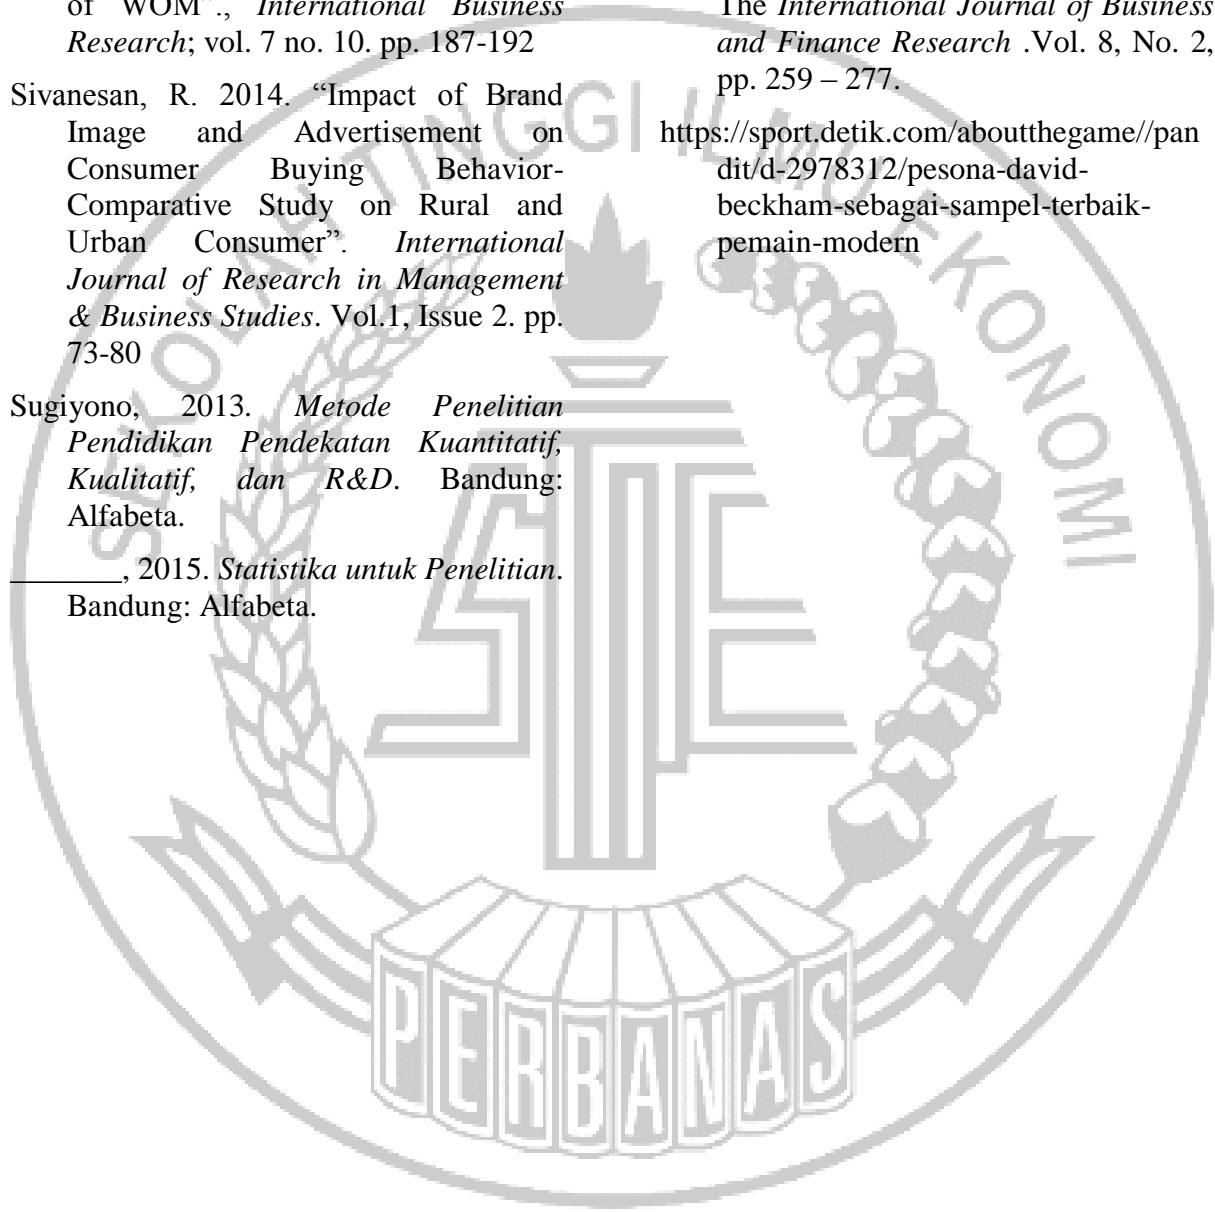 of WOM”., International Business
Research; vol. 7 no. 10. pp. 187-192
Sivanesan, R. 2014. “Impact of Brand
Image and Advertisement on
Consumer Buying Behavior-
Comparative Study on Rural and
Urban Consumer”. International
Journal of Research in Management
& Business Studies. Vol.1, Issue 2. pp.
73-80
Sugiyono, 2013. Metode Penelitian
Pendidikan Pendekatan Kuantitatif,
Kualitatif, dan R&D. Bandung:
Alfabeta.
_______, 2015. Statistika untuk Penelitian.
Bandung: Alfabeta.
The International Journal of Business
and Finance Research .Vol. 8, No. 2,
pp. 259 – 277.
https://sport.detik.com/aboutthegame//pan
dit/d-2978312/pesona-david-
beckham-sebagai-sampel-terbaik-
pemain-modern
SEKOLAH TINGGI ILMU EKONOMI
STIE
PERBANAS